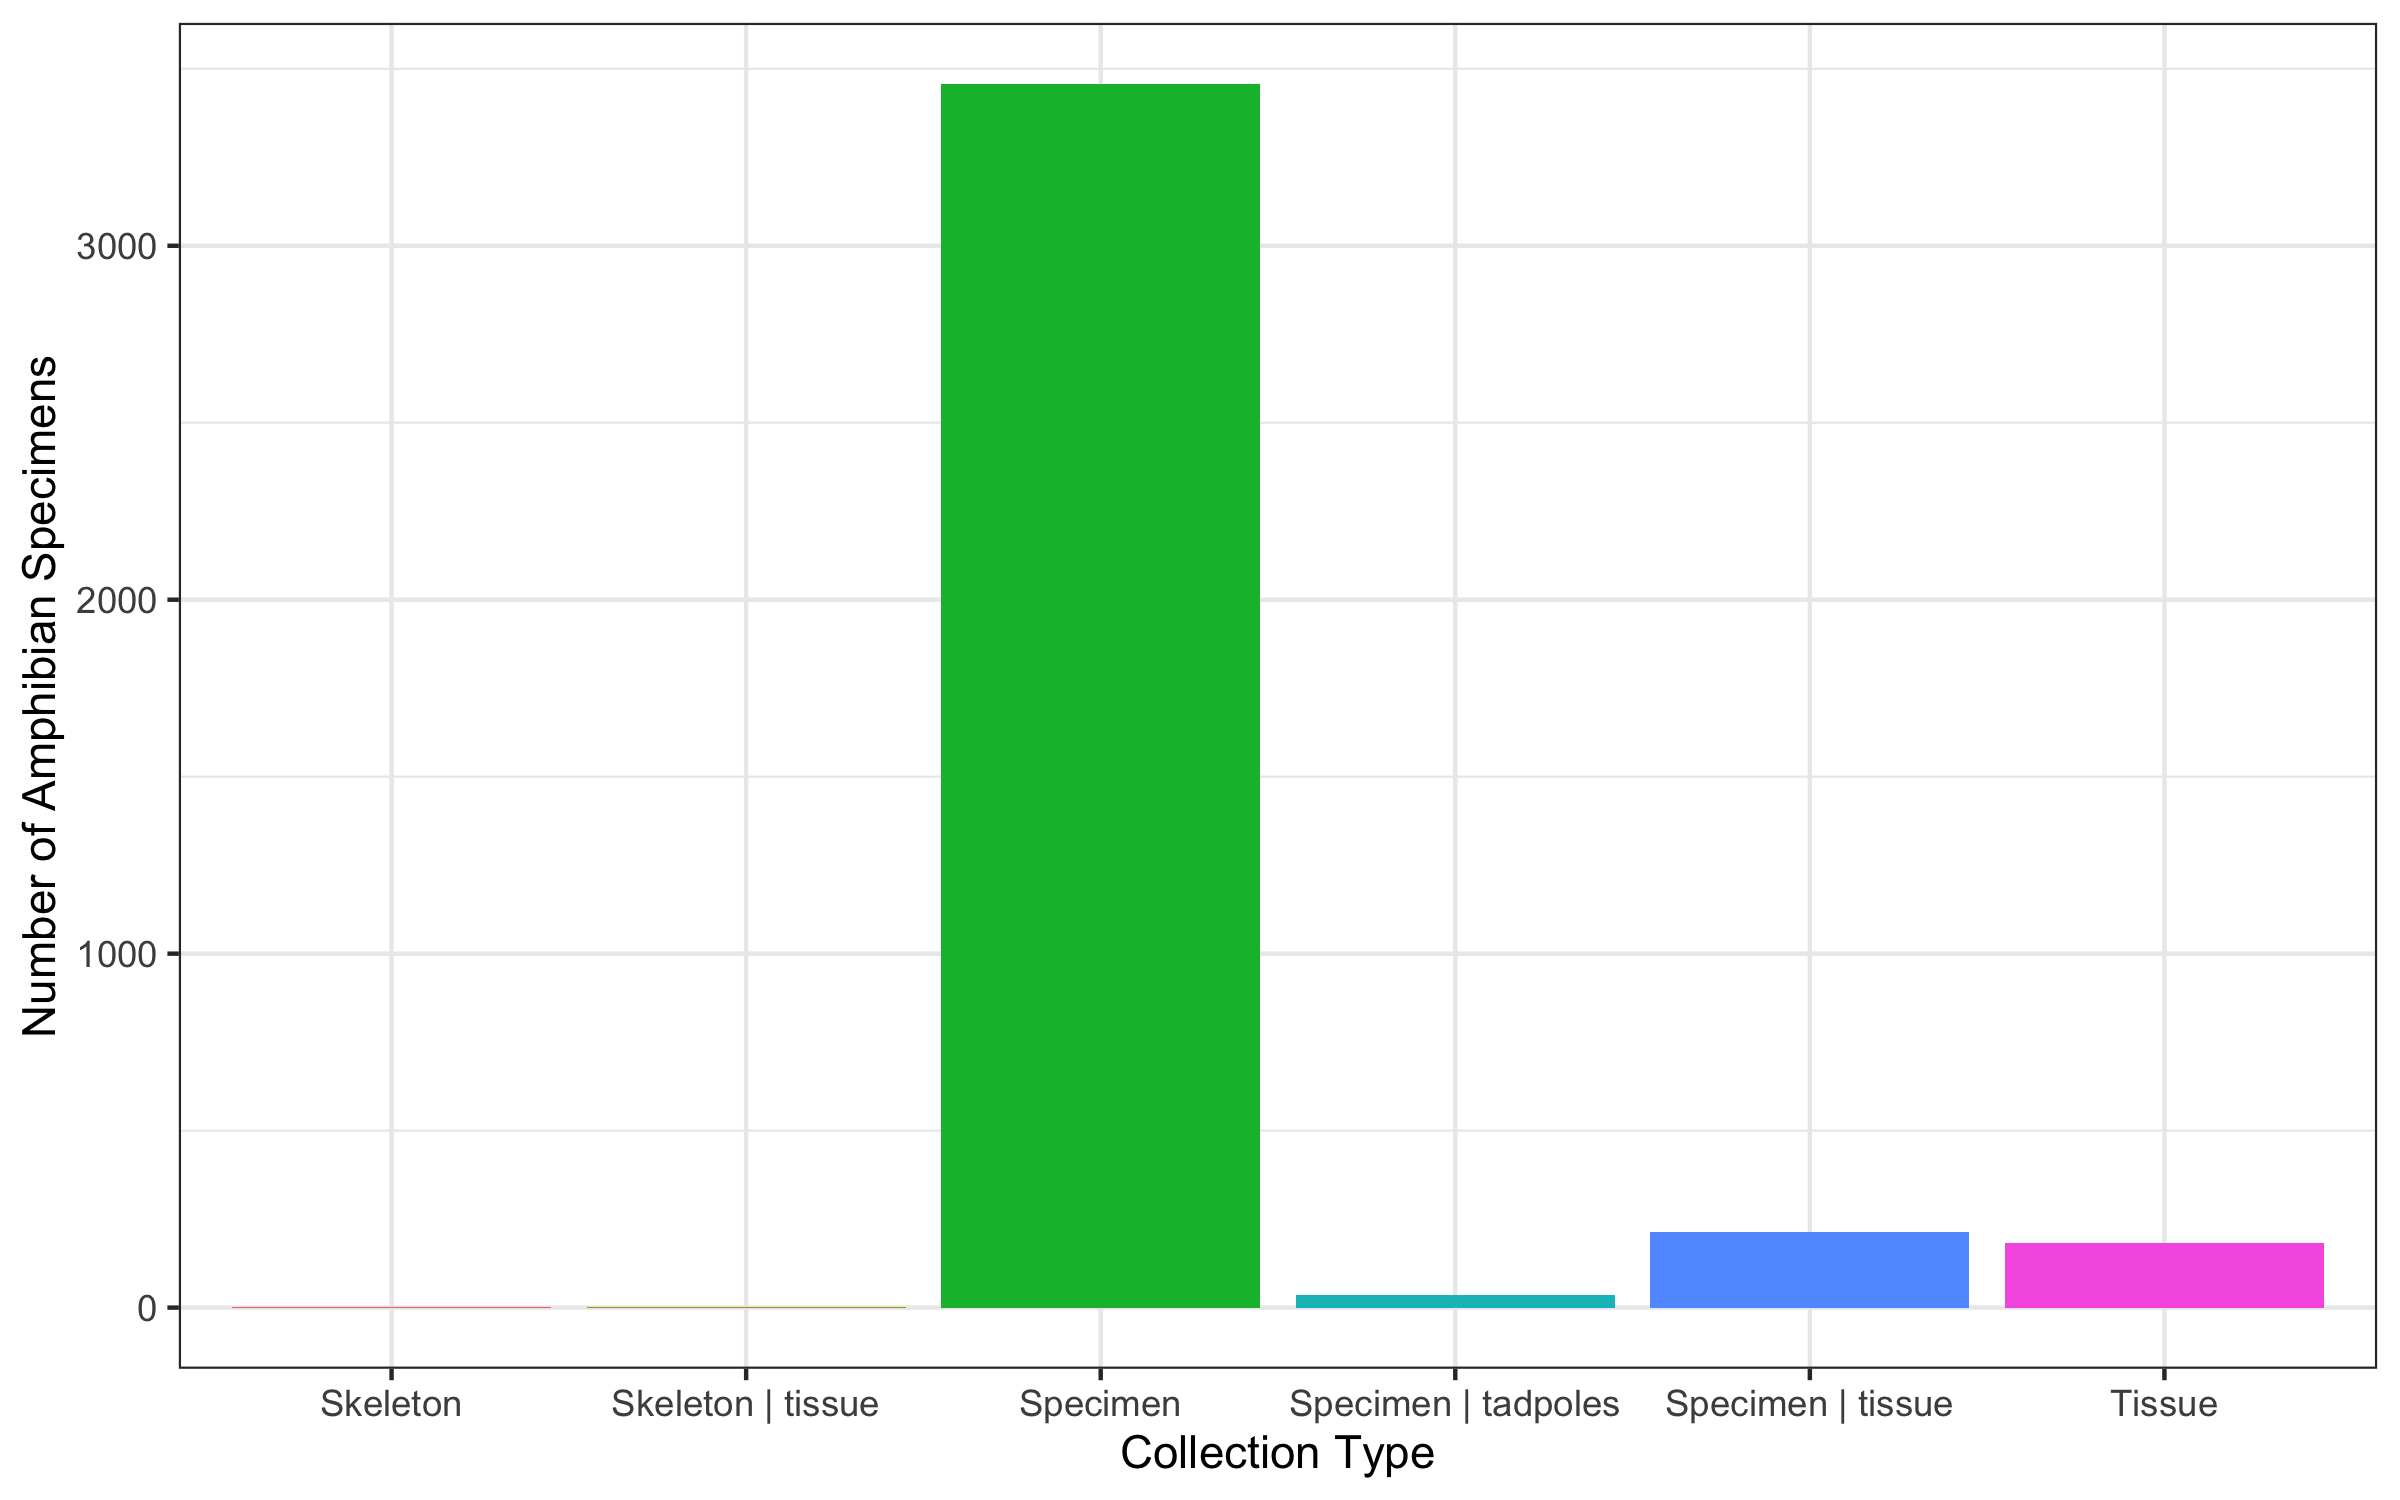 Number of Amphibian Specimens
3000
2000
1000
0
Skeleton
Skeleton | tissue
Specimen
Specimen | tadpoles
Specimen | tissue
Tissue
Collection Type